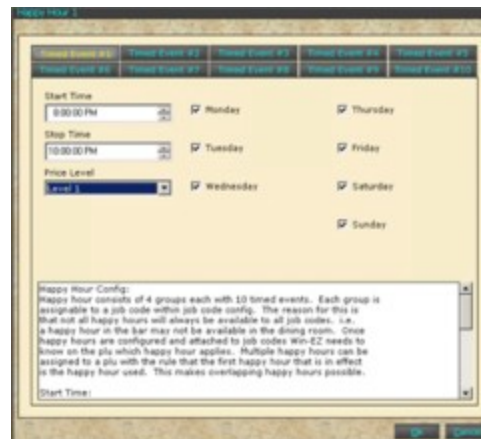 Happy Hour 1
Timed Event #1 Timed Event #2 Timed Event #3 Timed Event #4 Timed Event #5
Timed Event #6 Timed Event #7 Timed Event #8 Timed Event #9 Timed Event #10
Start Time
8:00:00 PM
Monday
Thursday
Stop Time
10:00:00 PM
Tuesday
Friday
Price Level
Level 1
Wednesday
Saturday
Sunday
Happy Hour Config:
Happy hour consists of 4 groups each with 10 timed events. Each group is
assignable to a job code within job code config. The reason for this is
that not all happy hours will always be available to all job codes. i.e.
a happy hour in the bar may not be available in the dining room. Once
happy hours are configured and attached to job codes Win-EZ needs to
know on the plu which happy hour applies. Multiple happy hours can be
assigned to a plu with the rule that the first happy hour that is in effect
is the happy hour used. This makes overlapping happy hours possible.
Start Time: